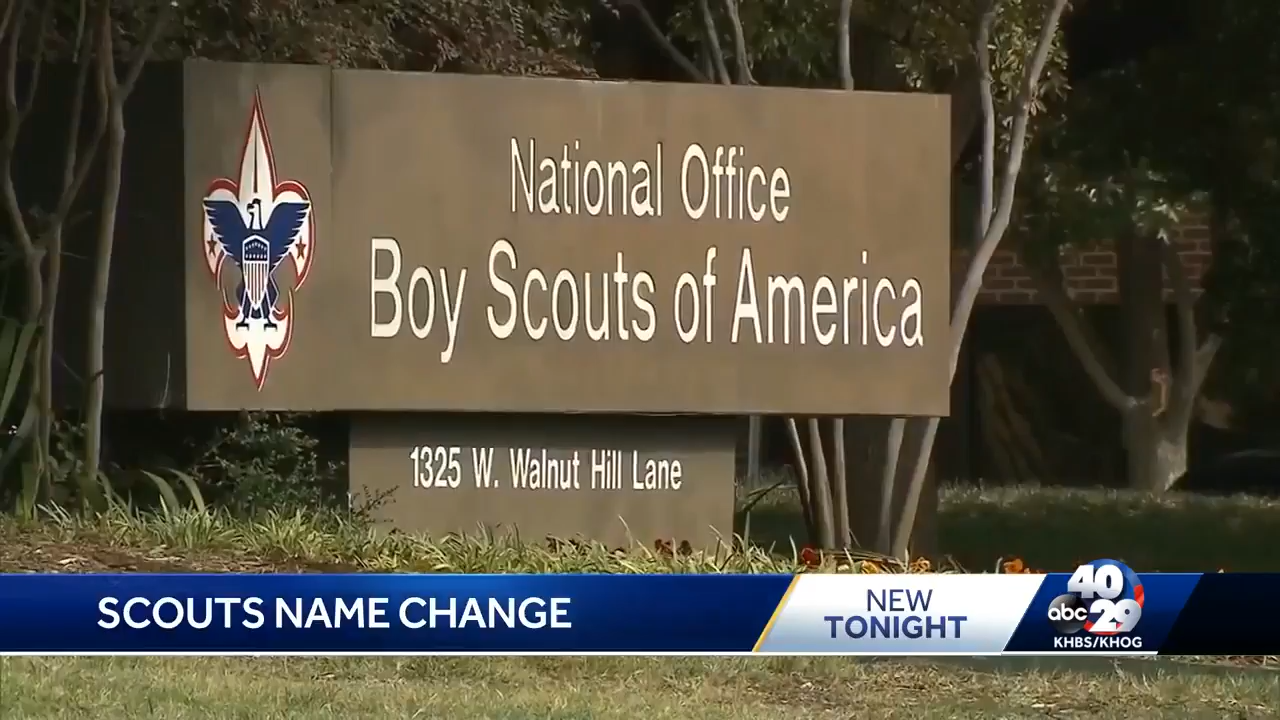 National Office
Boy Scouts of America
1325 W. Walnut Hill Lane
SCOUTS NAME CHANGE
NEW
TONIGHT
40
abc 29
KHBS/KHOG